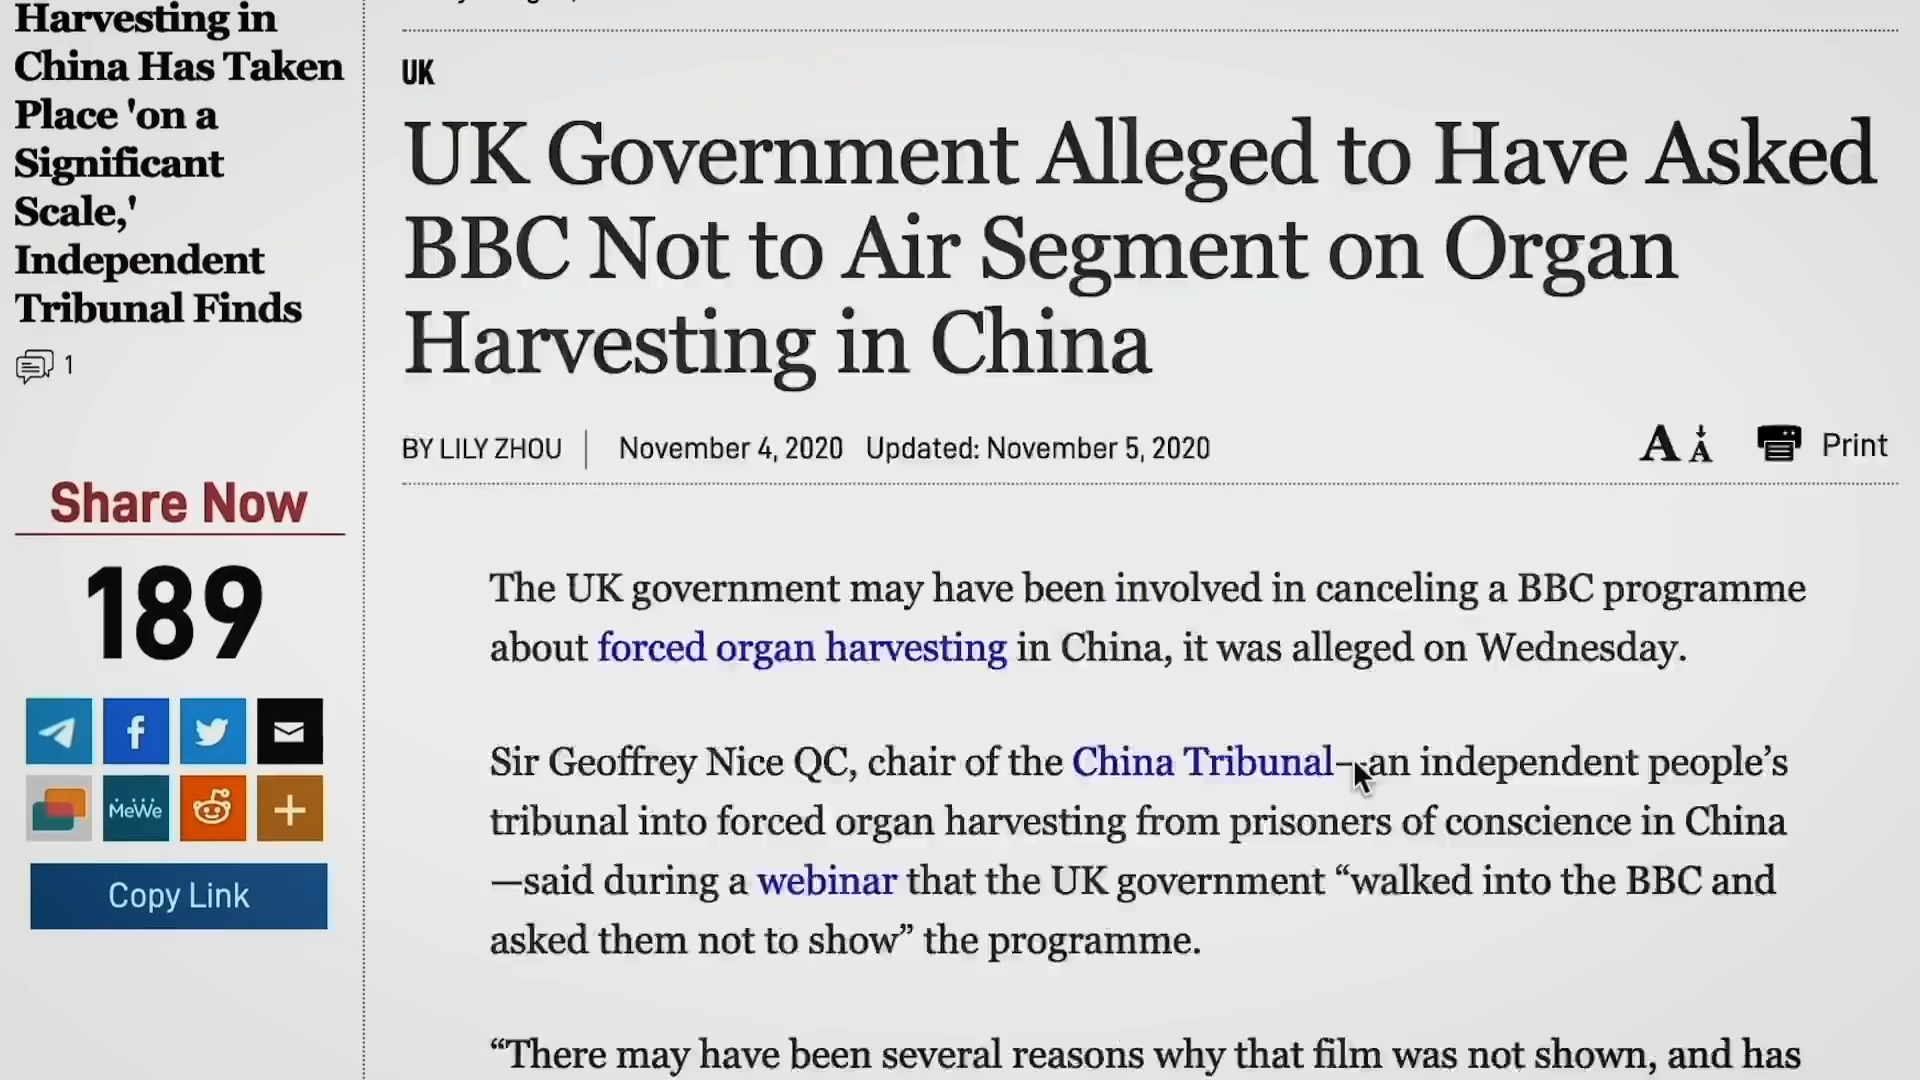 Harvesting in
China Has Taken
Place 'on a
Significant
Scale,'
Independent
Tribunal Finds
1
Share Now
189
MeWe
Copy Link
UK
UK Government Alleged to Have Asked
BBC Not to Air Segment on Organ
Harvesting in China
BY LILY ZHOU
November 4, 2020 Updated: November 5, 2020
A A
Print
The UK government may have been involved in canceling a BBC programme
about forced organ harvesting in China, it was alleged on Wednesday.
Sir Geoffrey Nice QC, chair of the China Tribunal—an independent people’s
tribunal into forced organ harvesting from prisoners of conscience in China
—said during a webinar that the UK government “walked into the BBC and
asked them not to show” the programme.
“There may have been several reasons why that film was not shown, and has